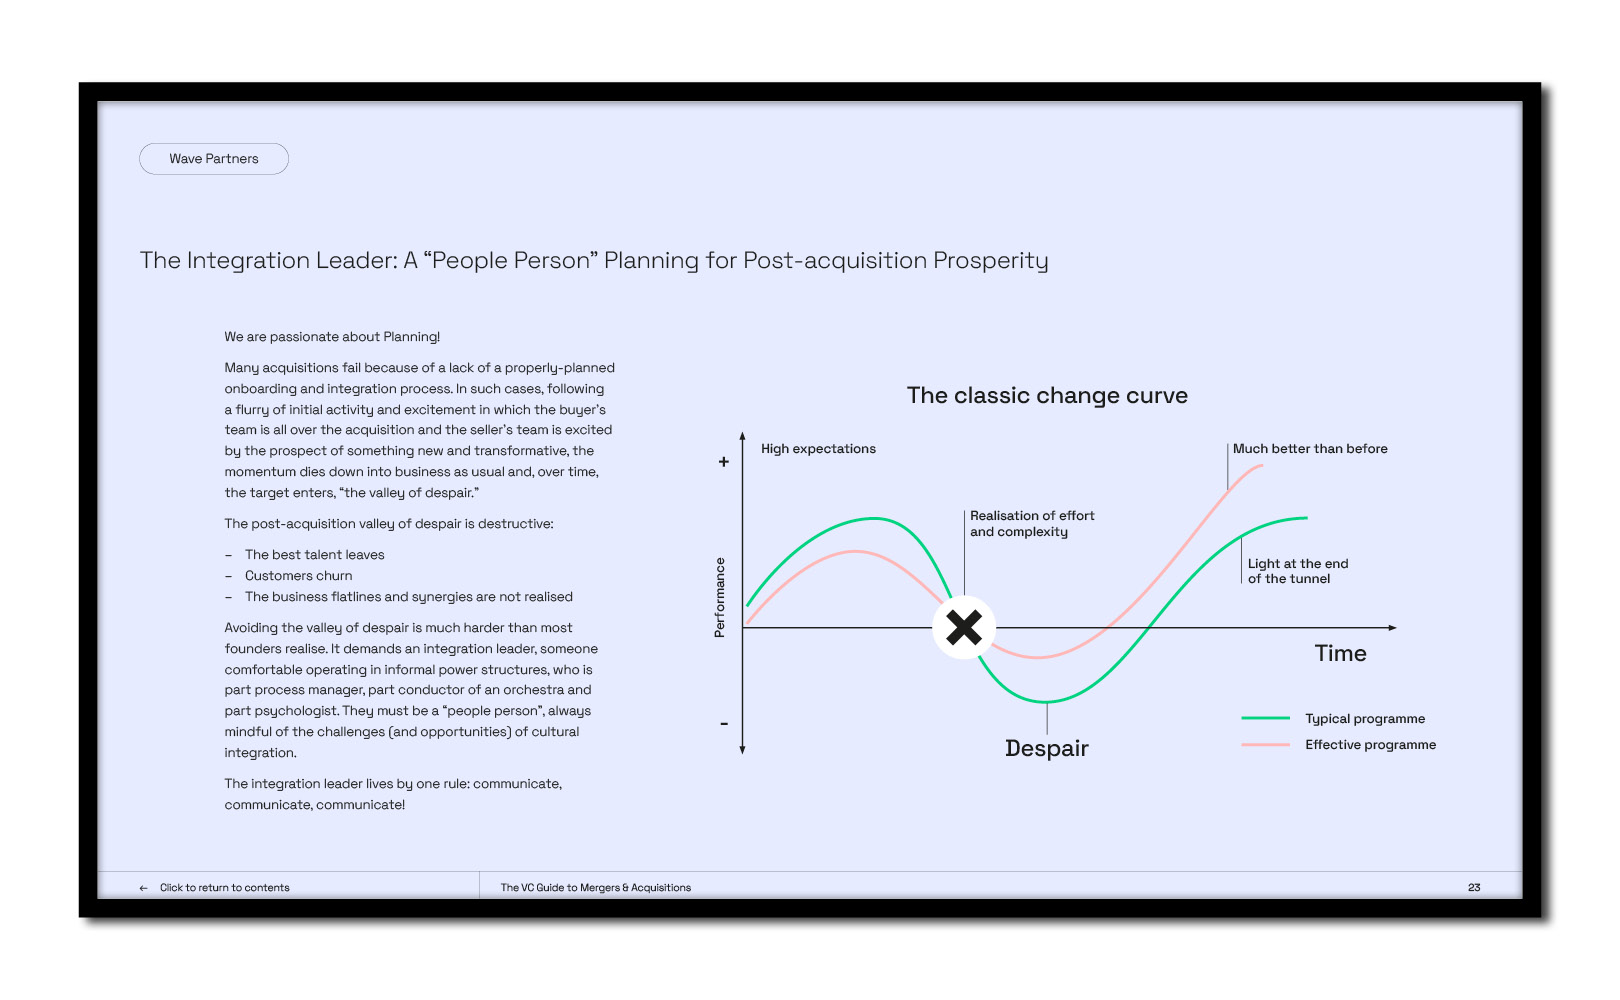 Wave Partners
The Integration Leader: A “People Person” Planning for Post-acquisition Prosperity
We are passionate about Planning!
Many acquisitions fail because of a lack of a properly-planned
onboarding and integration process. In such cases, following
a flurry of initial activity and excitement in which the buyer’s
team is all over the acquisition and the seller’s team is excited
by the prospect of something new and transformative, the
momentum dies down into business as usual and, over time,
the target enters, “the valley of despair.”
The post-acquisition valley of despair is destructive:
– The best talent leaves
– Customers churn
– The business flatlines and synergies are not realised
Avoiding the valley of despair is much harder than most
founders realise. It demands an integration leader, someone
comfortable operating in informal power structures, who is
part process manager, part conductor of an orchestra and
part psychologist. They must be a “people person”, always
mindful of the challenges (and opportunities) of cultural
integration.
The integration leader lives by one rule: communicate,
communicate, communicate!
The classic change curve
+
High expectations
Much better than before
Realisation of effort
and complexity
Light at the end
of the tunnel
Performance
Time
-
Despair
Typical programme
Effective programme
← Click to return to contents
The VC Guide to Mergers & Acquisitions
23